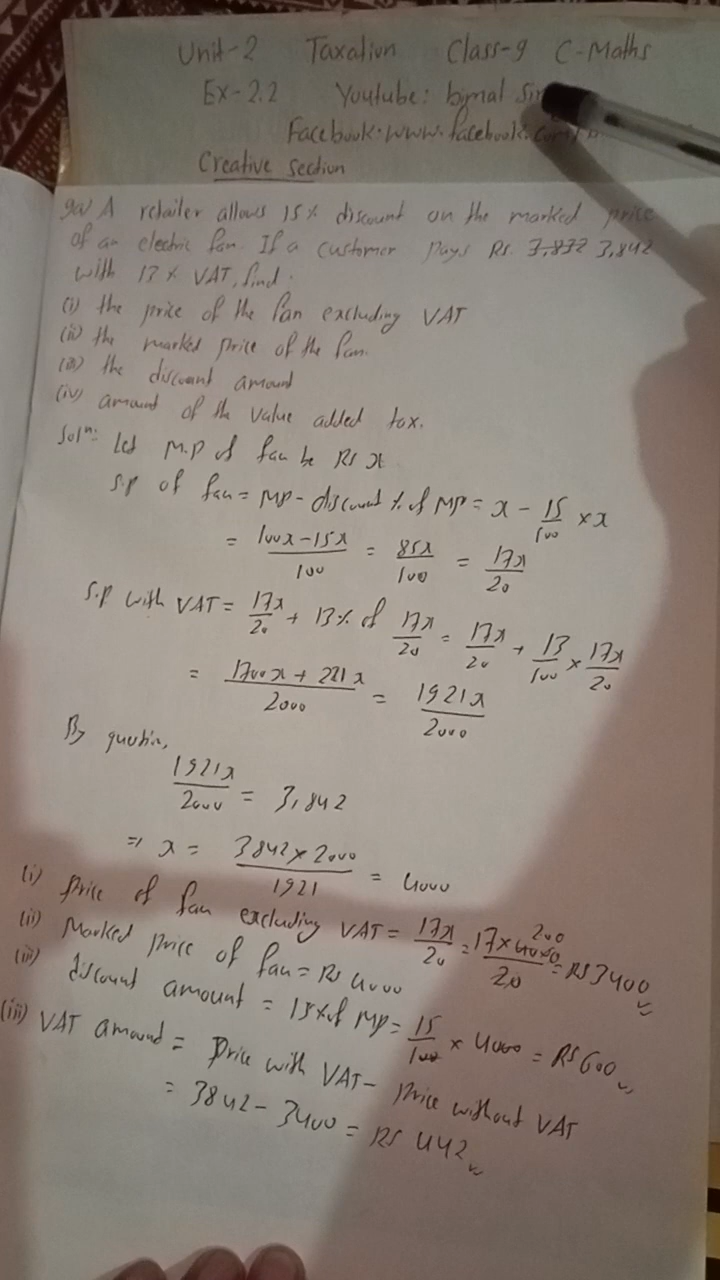 Unit-2 Taxation Class-9 C-Maths
Ex-2.2 Youtube: bimal
Facebook: www.facebook.com/
Creative section
9a) A retailer allows 15% discount on the marked price
of an electric fan. If a customer pays Rs. 3,842
with 13% VAT, find.
(i) the price of the fan excluding VAT
(ii) the marked price of the fan.
(iii) the discount amount
(iv) amount of the value added tax.
Solⁿ: Let M.P of fan be Rs x
S.P of fan = MP - discount % of MP = x - 15/100 × x
= 100x-15x/100 = 85x/100 = 17x/20
S.P with VAT = 17x/20 + 13% of 17x/20 = 17x/20 + 13/100 × 17x/20
= 1700x + 221x/2000 = 1921x/2000
By question,
1921x/2000 = 3,842
⇒ x = 3842×2000/1921 = 4000
(i) Price of fan excluding VAT = 17x/20 = 17×4000/20 = Rs 3400
(ii) Marked price of fan = Rs 4000
(iii) discount amount = 15% of MP = 15/100 × 4000 = Rs 600
(iii) VAT amount = Price with VAT - Price without VAT
= 3842 - 3400 = Rs 442